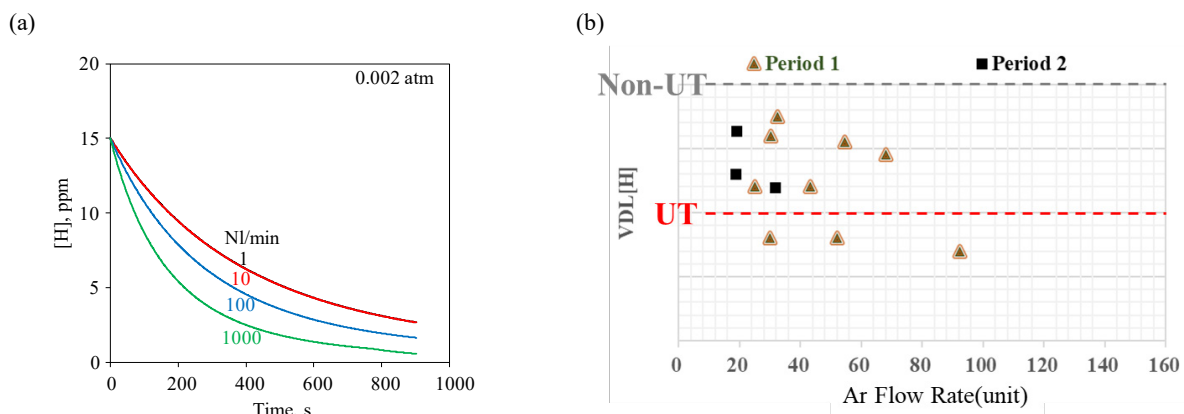 (a)
20
15
10
5
0
[H], ppm
0.002 atm
Nl/min
1
10
100
1000
0 200 400 600 800 1000
Time, s
(b)
Period 1 Period 2
Non-UT
UT
VDL[H]
0 20 40 60 80 100 120 140 160
Ar Flow Rate(unit)